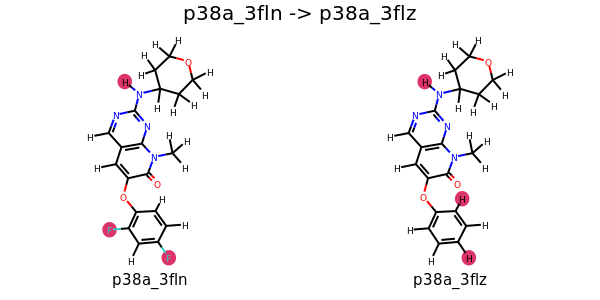 p38a_3fln -> p38a_3flz
H H H O H H H H H H H N H N N N H H H H O O H F H H F
H H H O H H H H H H H N H N N N H H H H O O H H H H H H
p38a_3fln p38a_3flz